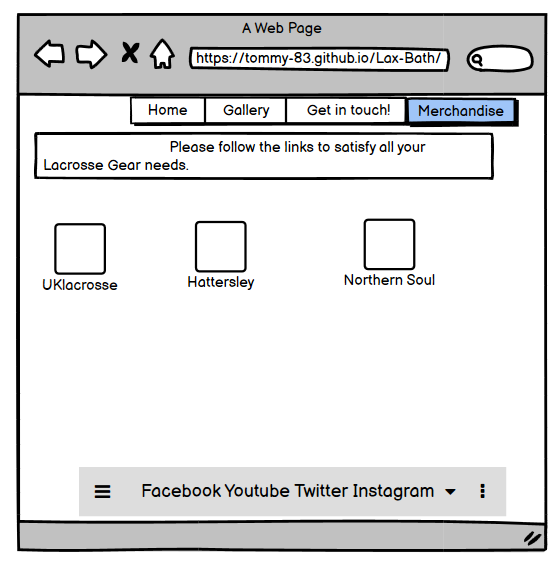 A Web Page
https://tommy-83.github.io/Lax-Bath/
Home Gallery Get in touch! Merchandise
Please follow the links to satisfy all your
Lacrosse Gear needs.
UKlacrosse Hattersley Northern Soul
Facebook Youtube Twitter Instagram